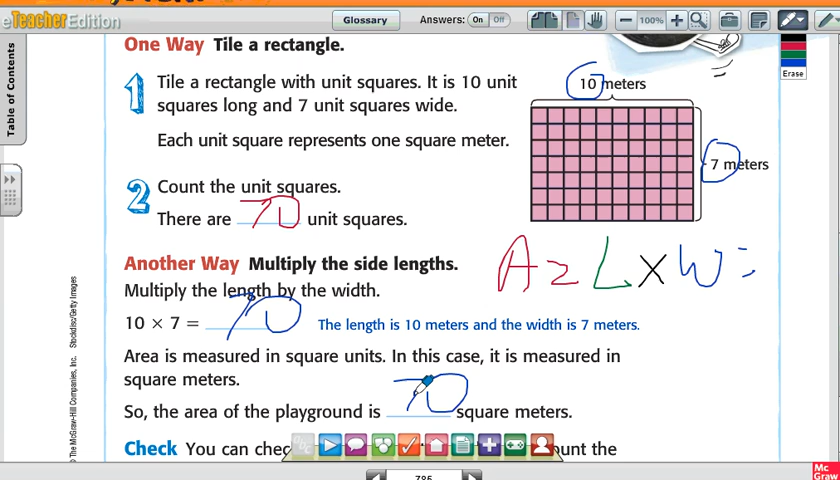 eTeacherEdition
Glossary
Answers: On Off
100%
Table of Contents
Erase
One Way Tile a rectangle.
1 Tile a rectangle with unit squares. It is 10 unit
squares long and 7 unit squares wide.
Each unit square represents one square meter.
10 meters
7 meters
2 Count the unit squares.
There are 70 unit squares.
A = L X W =
Another Way Multiply the side lengths.
Multiply the length by the width.
10 × 7 = 70 The length is 10 meters and the width is 7 meters.
Area is measured in square units. In this case, it is measured in
square meters.
So, the area of the playground is 70 square meters.
Check You can chec unt the
© The McGraw-Hill Companies, Inc. Stockdisc/Getty Images
Mc
Graw